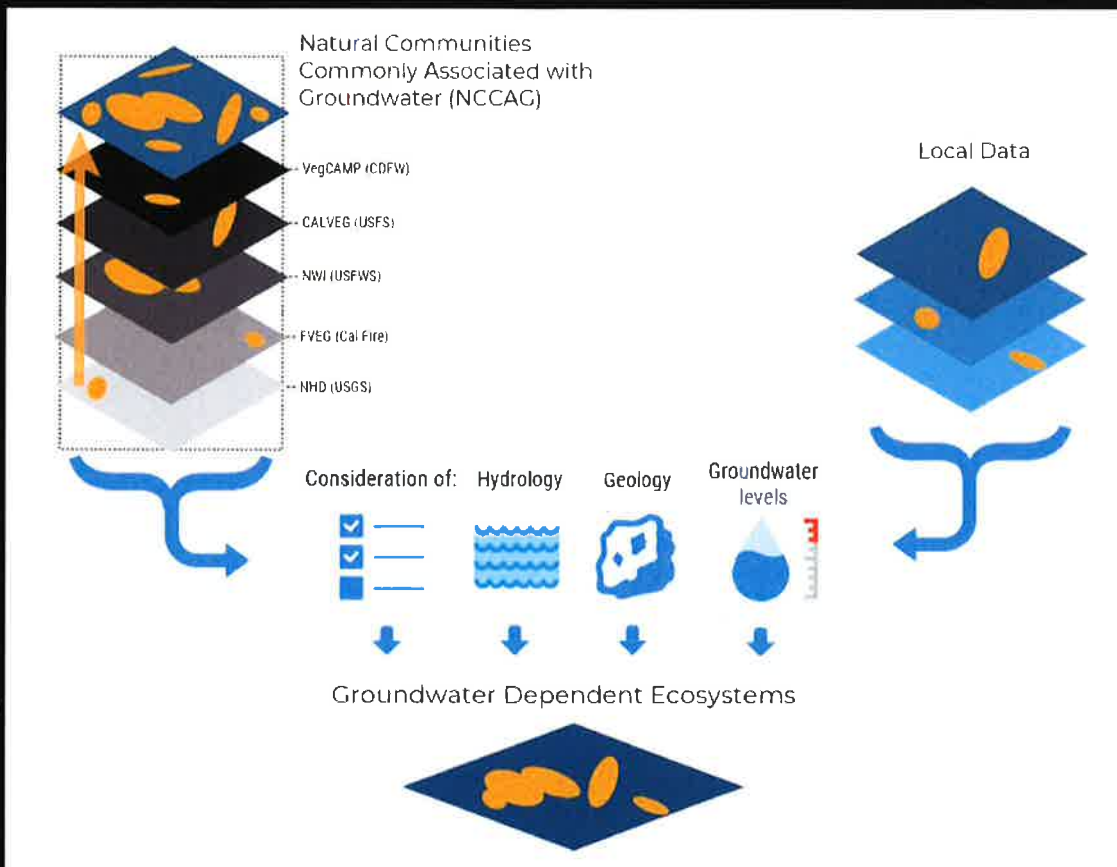 Natural Communities
Commonly Associated with
Groundwater (NCCAG)
VegCAMP (CDFW)
CALVEG (USFS)
NWI (USFWS)
FVEG (Cal Fire)
NHD (USGS)
Local Data
Consideration of:
Hydrology
Geology
Groundwater
levels
Groundwater Dependent Ecosystems